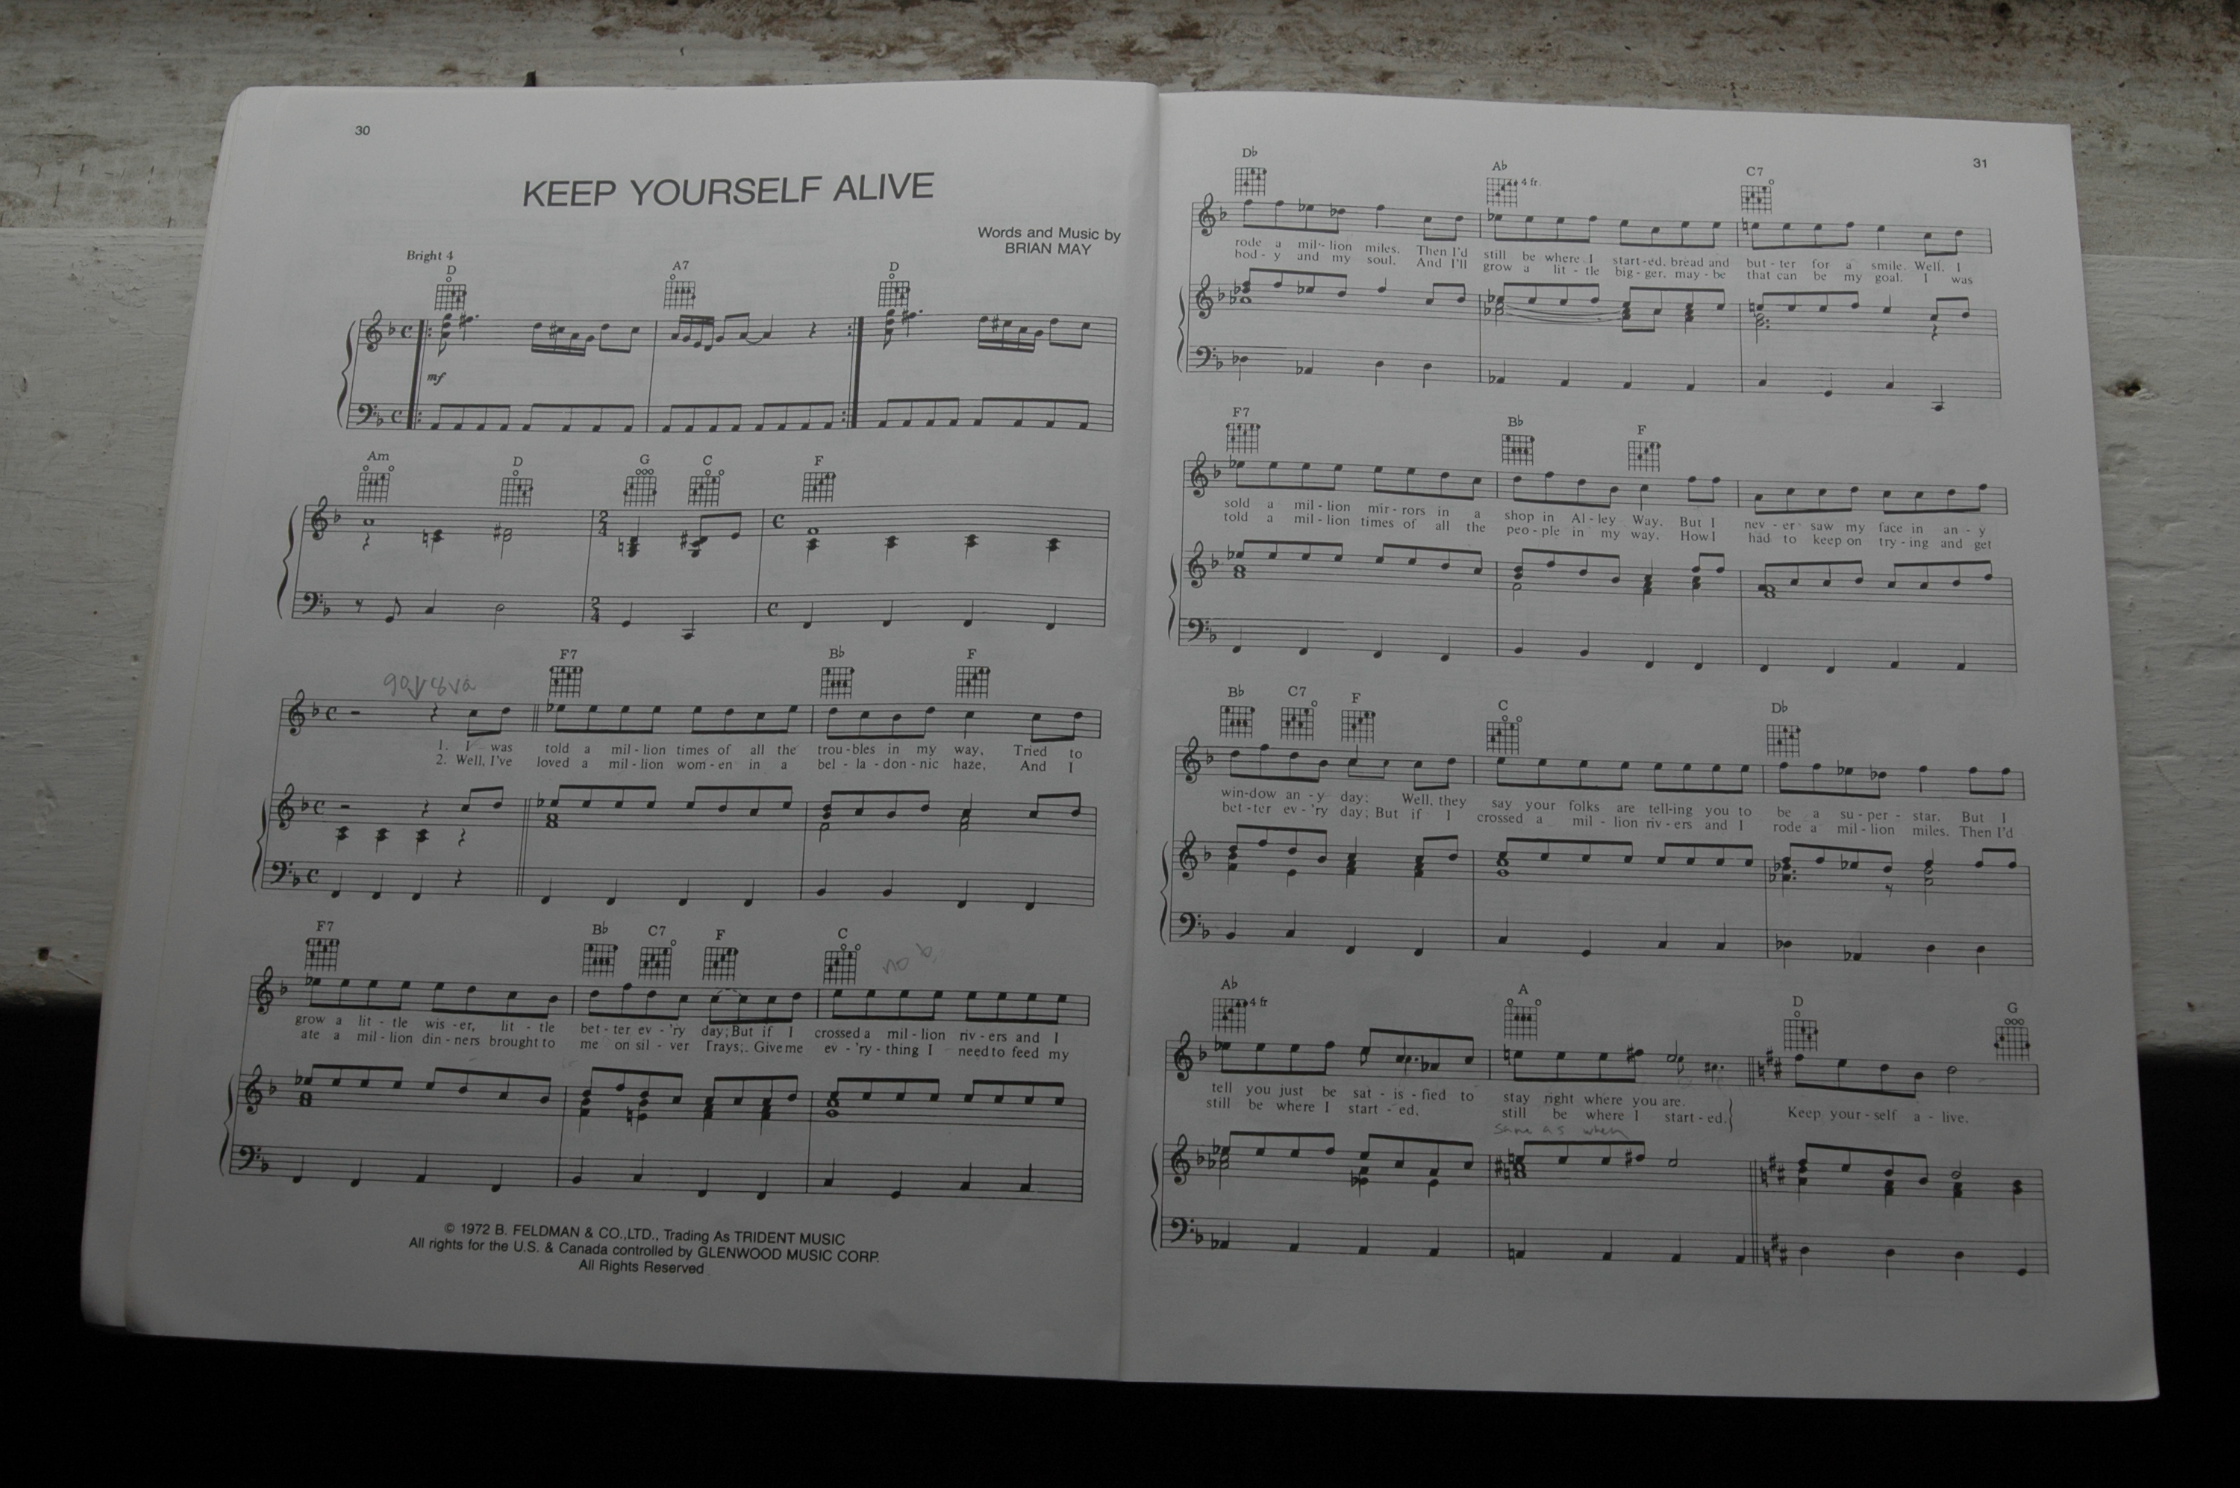 30
KEEP YOURSELF ALIVE
Words and Music by
BRIAN MAY
Bright 4
D A7 D
mf
Am D G C F
F7 B♭ F
1. I was told a mil-lion times of all the trou-bles in my way, Tried to
2. Well, I've loved a mil-lion wom-en in a bel-la-don-nic haze, And I
F7 B♭ C7 F C
no b
grow a lit-tle wis-er, lit-tle bet-ter ev-'ry day; But if I crossed a mil-lion riv-ers and I
ate a mil-lion din-ners brought to me on sil-ver Trays;. Give me ev-'ry-thing I need to feed my
© 1972 B. FELDMAN & CO.,LTD., Trading As TRIDENT MUSIC
All rights for the U.S. & Canada controlled by GLENWOOD MUSIC CORP.
All Rights Reserved
31
D♭ A♭ 4 fr. C7
rode a mil-lion miles. Then I'd still be where I start-ed, bread and but-ter for a smile. Well, I
bod-y and my soul. And I'll grow a lit-tle big-ger, may-be that can be my goal. I was
F7 B♭ F
sold a mil-lion mir-rors in a shop in Al-ley Way. But I nev-er saw my face in an-y
told a mil-lion times of all the peo-ple in my way, How I had to keep on try-ing and get
B♭ C7 F C D♭
win-dow an-y day; Well, they say your folks are tell-ing you to be a su-per-star. But I
bet-ter ev-'ry day; But if I crossed a mil-lion riv-ers and I rode a mil-lion miles. Then I'd
A♭ 4 fr A D G
tell you just be sat-is-fied to stay right where you are.
still be where I start-ed. still be where I start-ed. Keep your-self a-live.
same as when